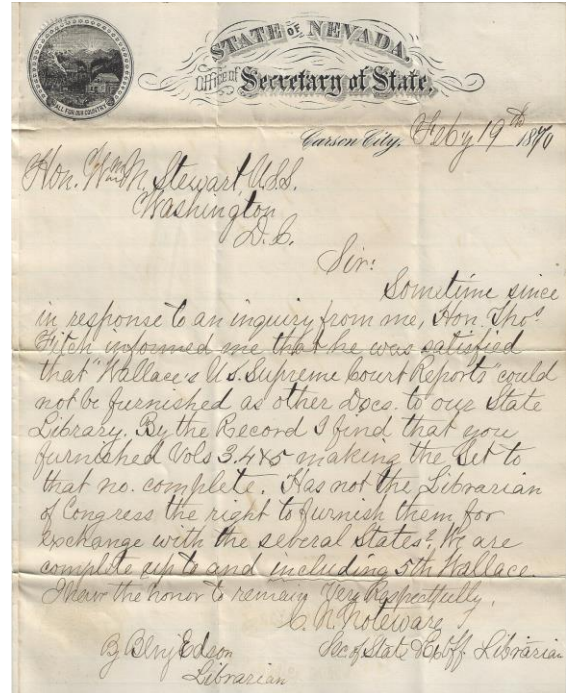 STATE OF NEVADA.
Office of Secretary of State.
ALL FOR OUR COUNTRY
Carson City, Feby 19th 1870
Hon. Wm M. Stewart, U.S.S.
Washington
D.C.
Sir:
Sometime since
in response to an inquiry from me, Hon. Thos.
Fitch informed me that he was satisfied
that "Wallace's U.S. Supreme Court Reports" could
not be furnished as other Docs. to our State
Library. By the Record I find that you
furnished Vols 3.4&5 making the Set to
that no. complete. Has not the Librarian
of Congress the right to furnish them for
exchange with the several States? We are
complete up to and including 5th Wallace.
I have the honor to remain Very Respectfully,
C. N. Noteware
Sec of State & Ex Off. Librarian
By Benj Edson
Librarian